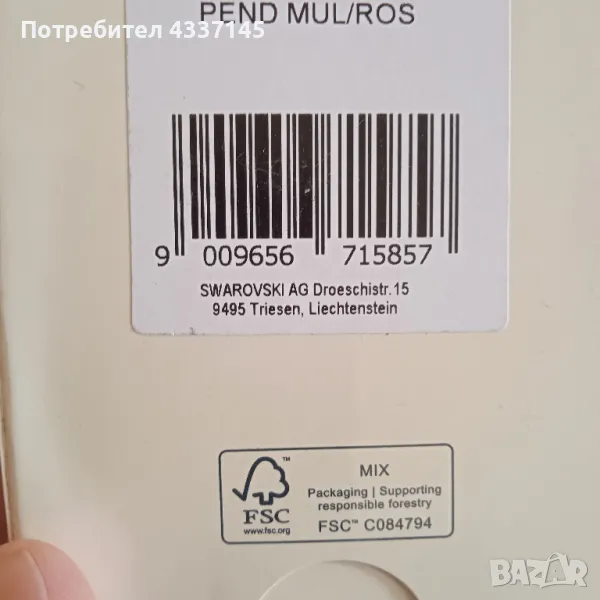 Потребител 4337145
PEND MUL/ROS
9 009656 715857
SWAROVSKI AG Droeschistr.15
9495 Triesen, Liechtenstein
FSC
www.fsc.org
MIX
Packaging | Supporting
responsible forestry
FSC™ C084794
BAZAR